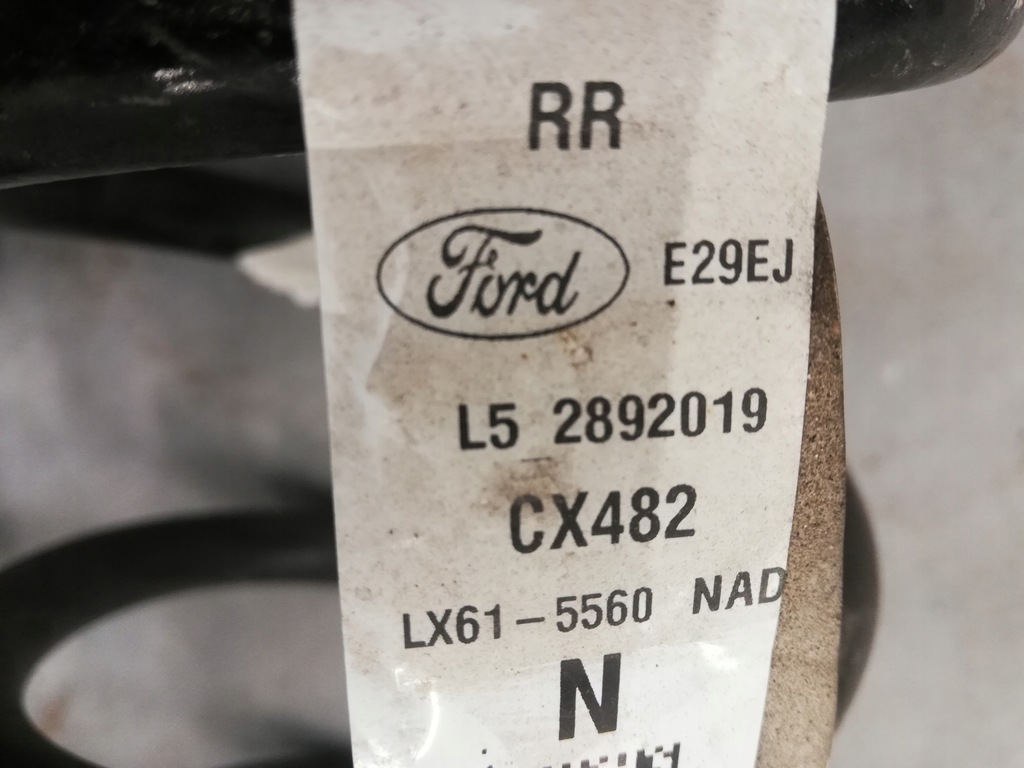 RR
Ford E29EJ
L5 2892019
CX482
LX61-5560 NAD
N